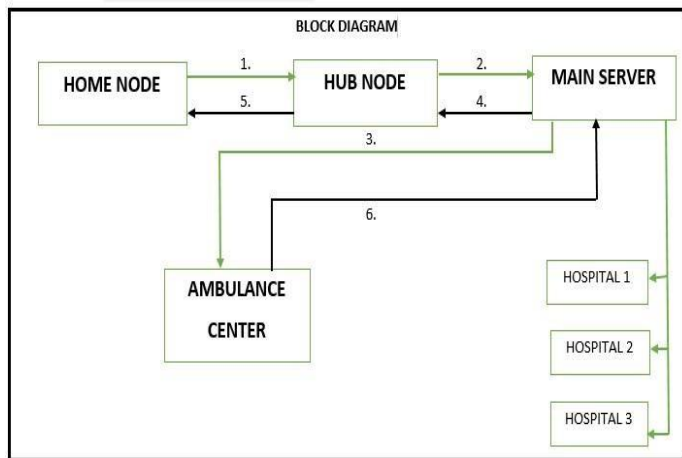 BLOCK DIAGRAM
1.
2.
HOME NODE
HUB NODE
MAIN SERVER
5.
4.
3.
6.
AMBULANCE
CENTER
HOSPITAL 1
HOSPITAL 2
HOSPITAL 3